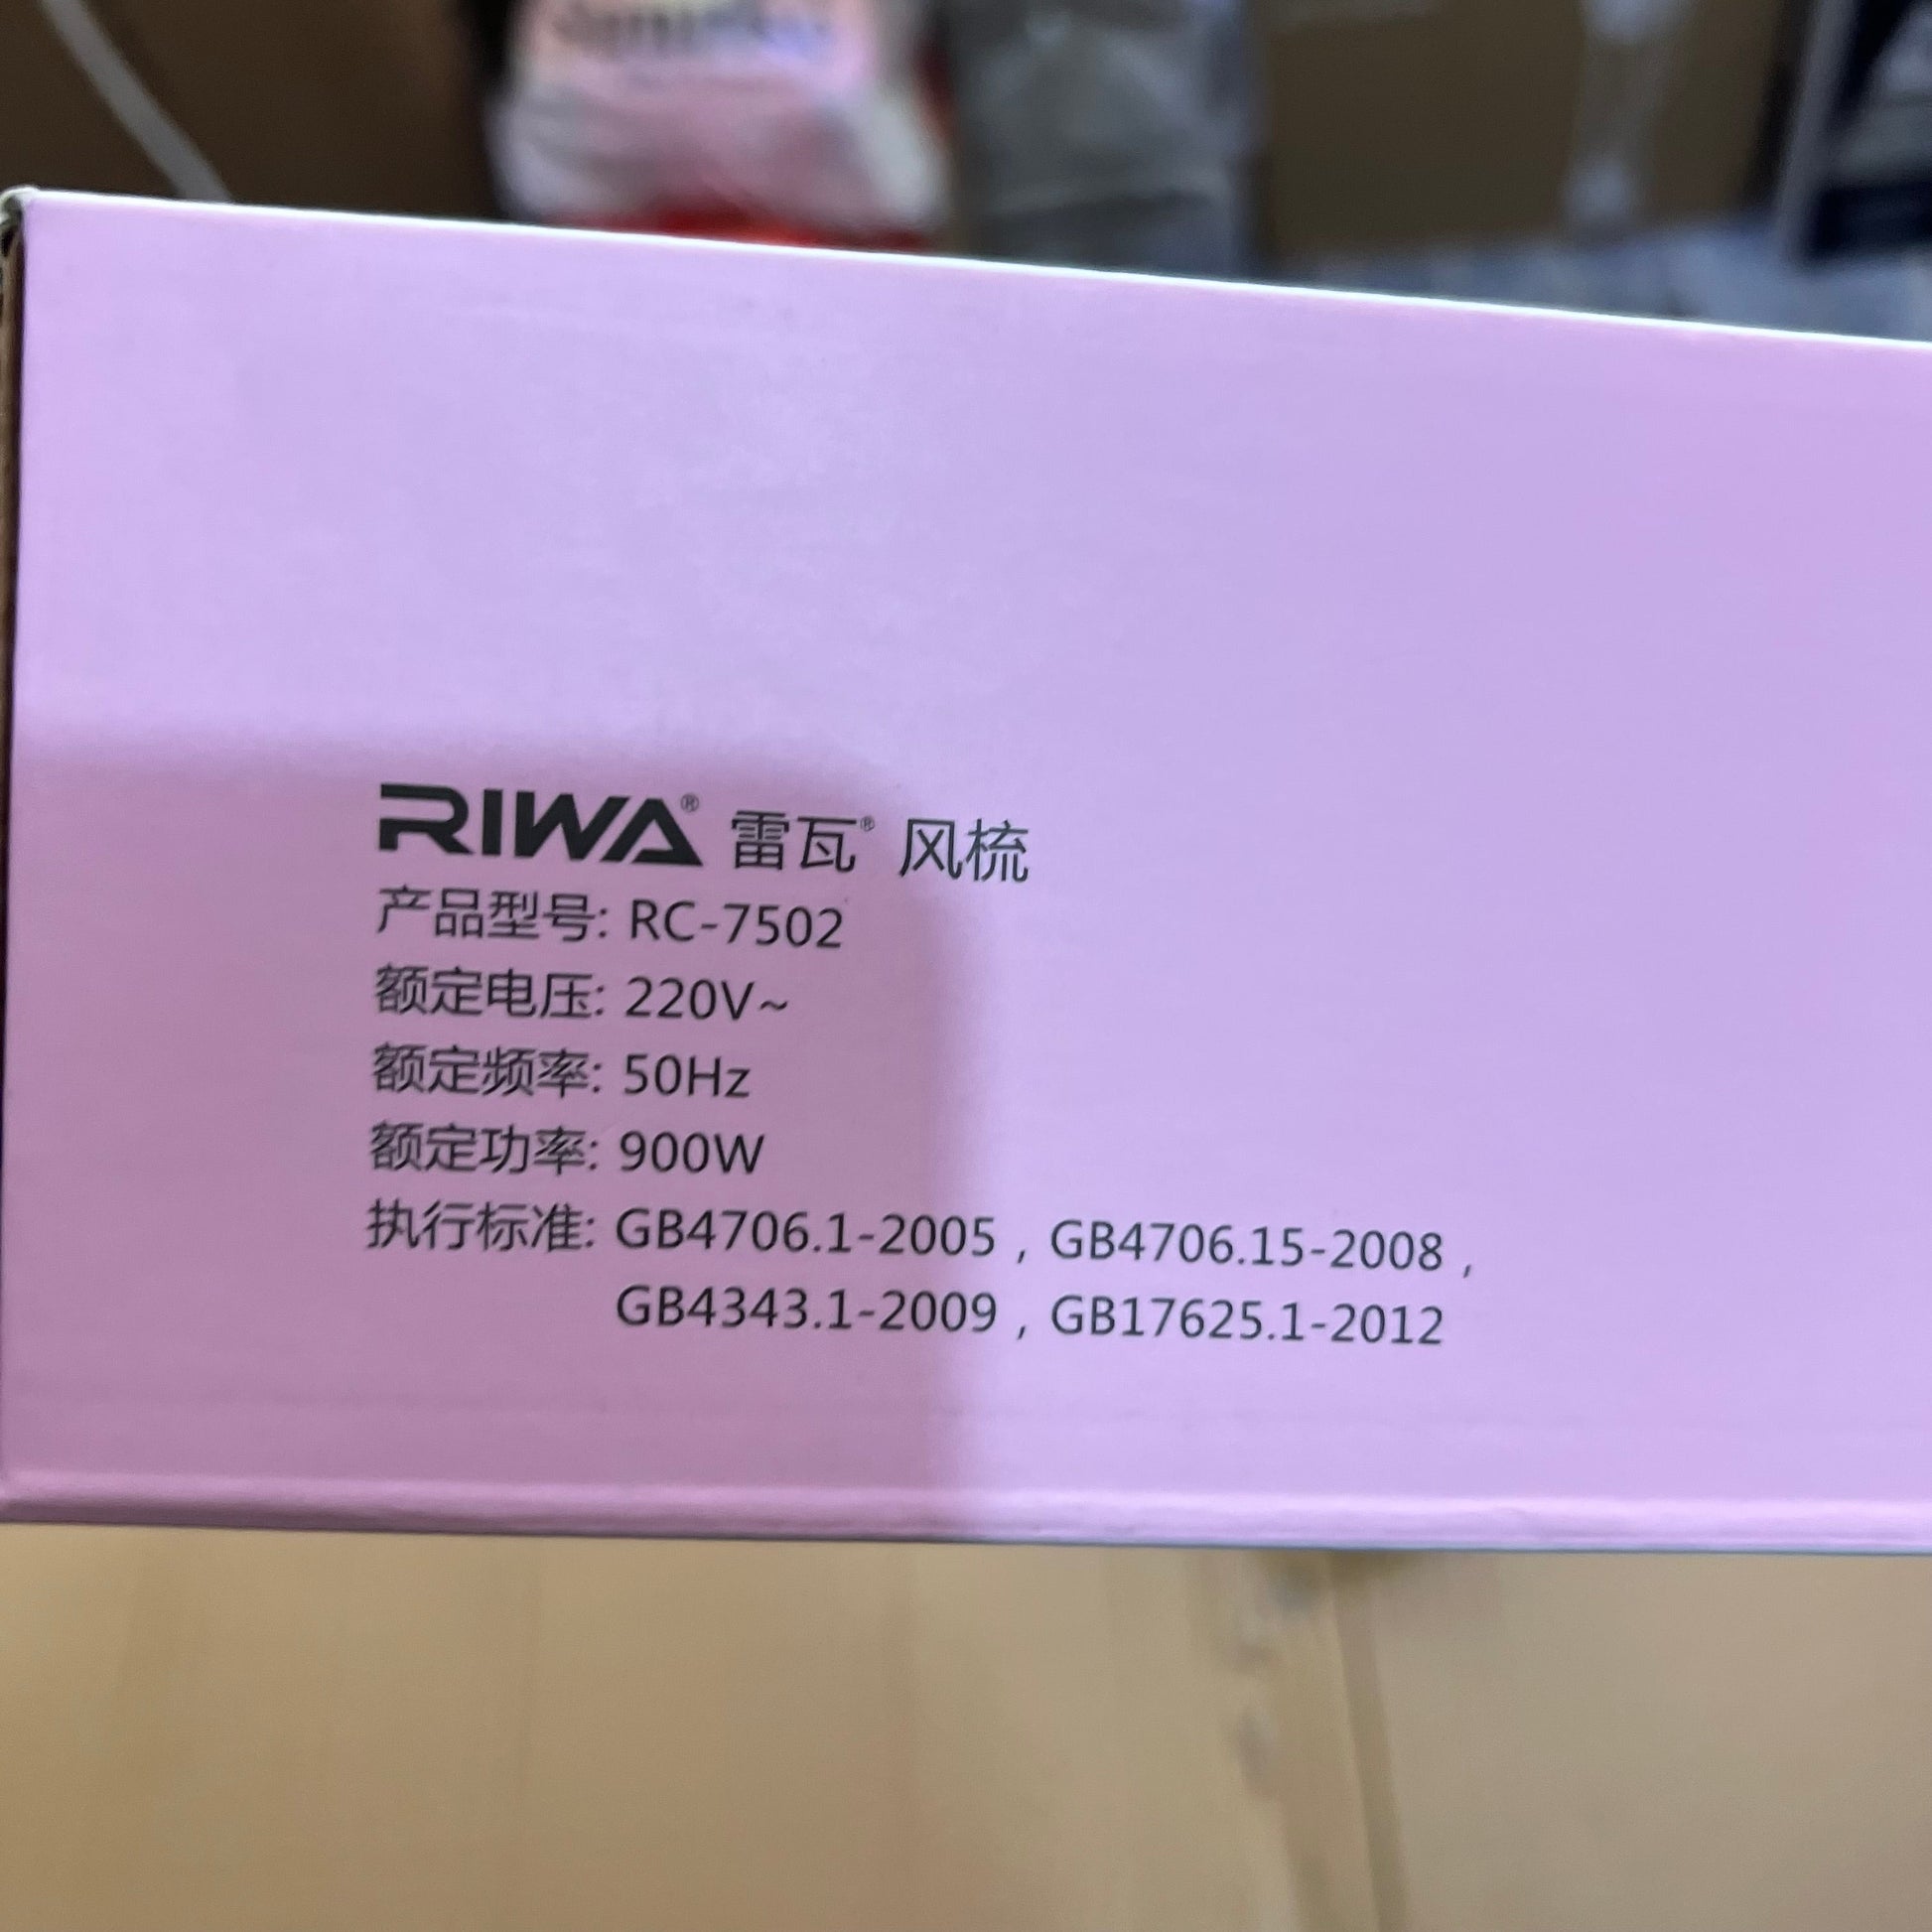 RIWA® 雷瓦® 风梳
产品型号: RC-7502
额定电压: 220V~
额定频率: 50Hz
额定功率: 900W
执行标准: GB4706.1-2005，GB4706.15-2008，
GB4343.1-2009，GB17625.1-2012